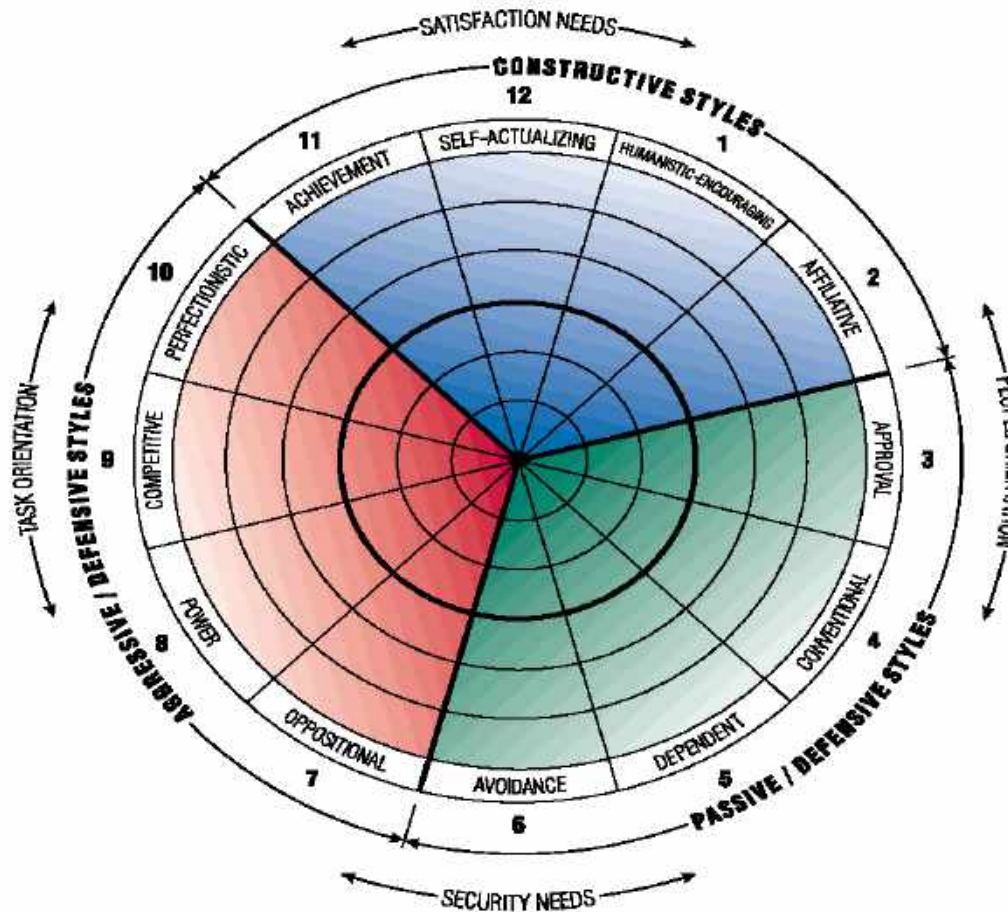 SATISFACTION NEEDS
CONSTRUCTIVE STYLES
12
11
1
SELF-ACTUALIZING
ACHIEVEMENT
HUMANISTIC-ENCOURAGING
10
2
PERFECTIONISTIC
AFFILIATIVE
TASK ORIENTATION
AGGRESSIVE / DEFENSIVE STYLES
9
COMPETITIVE
APPROVAL
3
8
POWER
CONVENTIONAL
4
OPPOSITIONAL
7
AVOIDANCE
6
DEPENDENT
5
PASSIVE / DEFENSIVE STYLES
SECURITY NEEDS